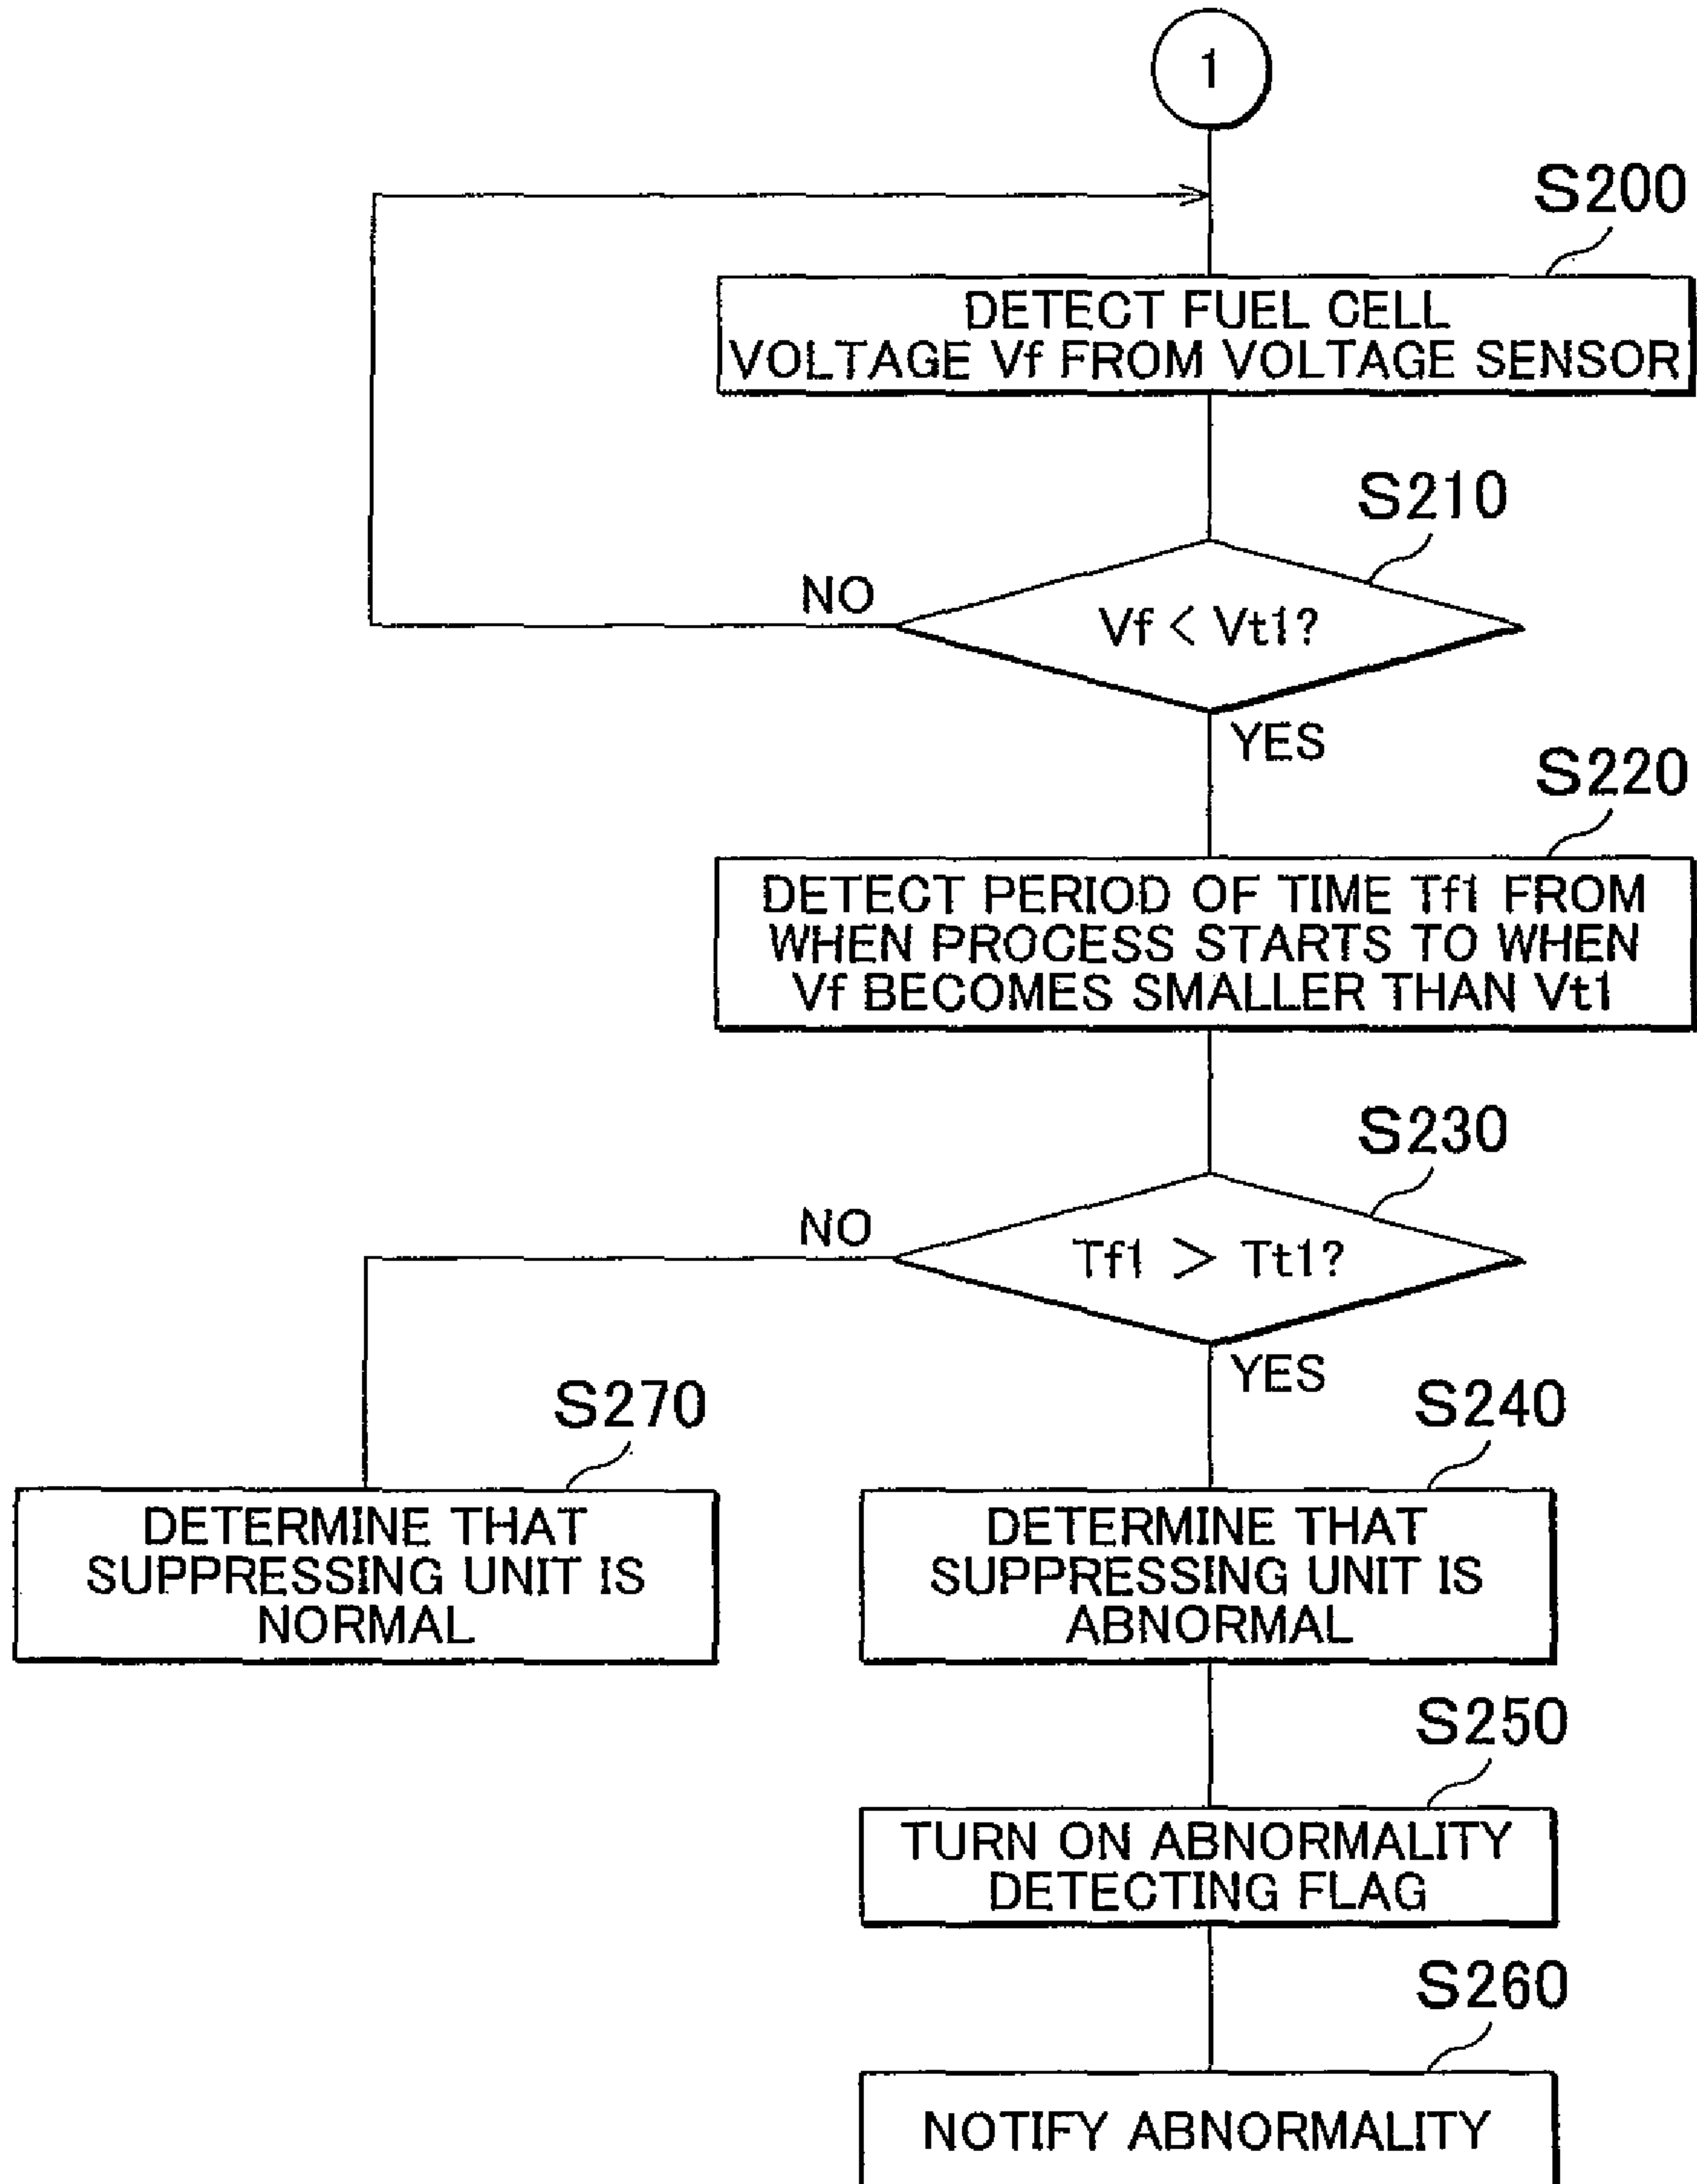 1
S200
DETECT FUEL CELL
VOLTAGE Vf FROM VOLTAGE SENSOR
S210
NO
Vf < Vt1?
YES
S220
DETECT PERIOD OF TIME Tf1 FROM
WHEN PROCESS STARTS TO WHEN
Vf BECOMES SMALLER THAN Vt1
S230
NO
Tf1 > Tt1?
YES
S270
DETERMINE THAT
SUPPRESSING UNIT IS
NORMAL
S240
DETERMINE THAT
SUPPRESSING UNIT IS
ABNORMAL
S250
TURN ON ABNORMALITY
DETECTING FLAG
S260
NOTIFY ABNORMALITY